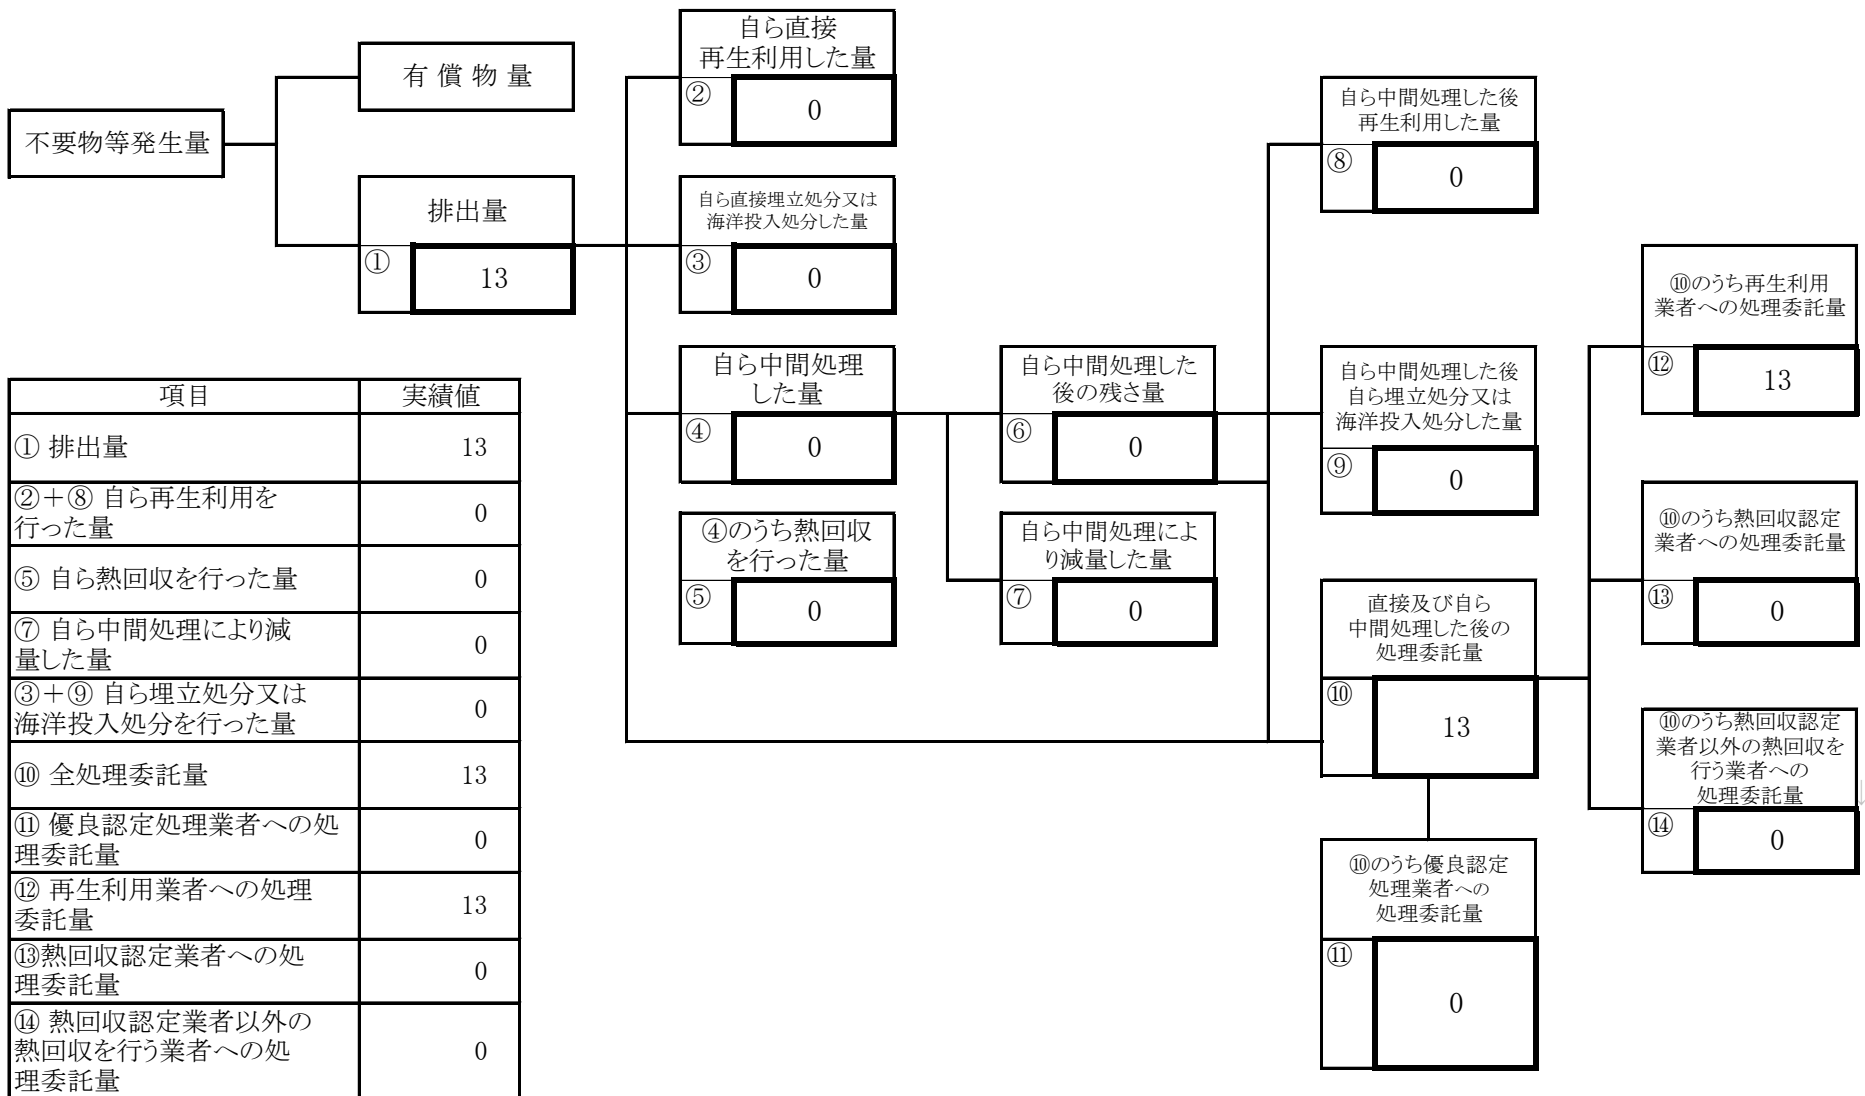 不要物等発生量
有 償 物 量
排出量
①
13
自ら直接
再生利用した量
②
0
自ら直接埋立処分又は
海洋投入処分した量
③
0
自ら中間処理
した量
④
0
④のうち熱回収
を行った量
⑤
0
自ら中間処理した
後の残さ量
⑥
0
自ら中間処理によ
り減量した量
⑦
0
自ら中間処理した後
再生利用した量
⑧
0
自ら中間処理した後
自ら埋立処分又は
海洋投入処分した量
⑨
0
直接及び自ら
中間処理した後の
処理委託量
⑩
13
⑩のうち優良認定
処理業者への
処理委託量
⑪
0
⑩のうち再生利用
業者への処理委託量
⑫
13
⑩のうち熱回収認定
業者への処理委託量
⑬
0
⑩のうち熱回収認定
業者以外の熱回収を
行う業者への
処理委託量
↓
⑭
0
項目 実績値
① 排出量 13
②+⑧ 自ら再生利用を
行った量 0
⑤ 自ら熱回収を行った量 0
⑦ 自ら中間処理により減
量した量 0
③+⑨ 自ら埋立処分又は
海洋投入処分を行った量 0
⑩ 全処理委託量 13
⑪ 優良認定処理業者への処
理委託量 0
⑫ 再生利用業者への処理
委託量 13
⑬熱回収認定業者への処
理委託量 0
⑭ 熱回収認定業者以外の
熱回収を行う業者への処
理委託量 0